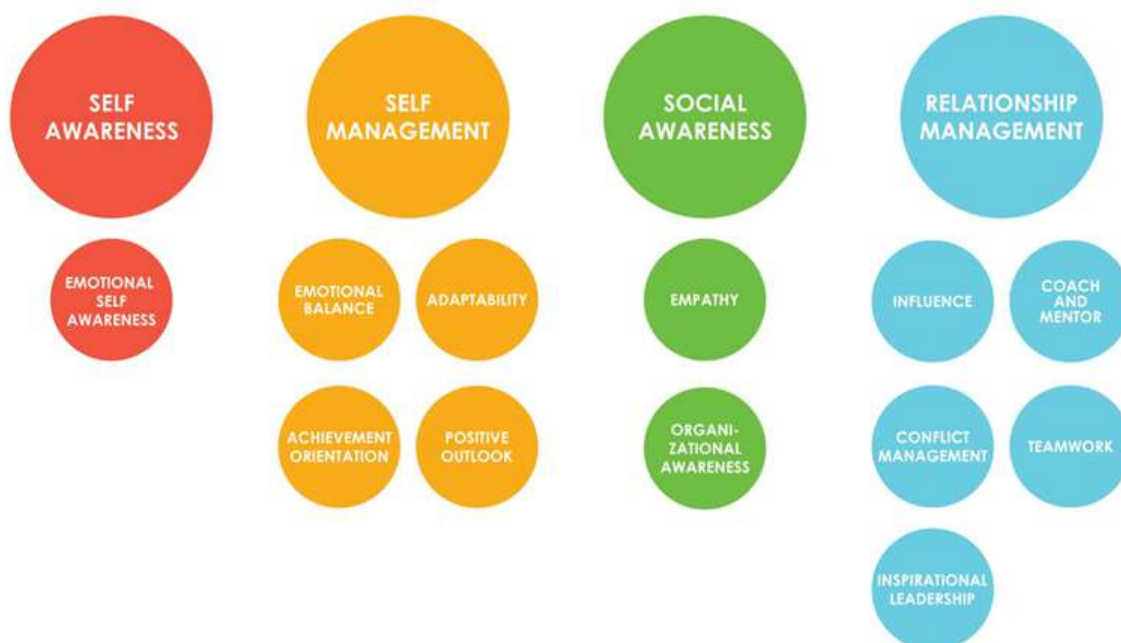 SELF
AWARENESS
SELF
MANAGEMENT
SOCIAL
AWARENESS
RELATIONSHIP
MANAGEMENT
EMOTIONAL
SELF
AWARENESS
EMOTIONAL
BALANCE
ADAPTABILITY
EMPATHY
INFLUENCE
COACH
AND
MENTOR
ACHIEVEMENT
ORIENTATION
POSITIVE
OUTLOOK
ORGANI-
ZATIONAL
AWARENESS
CONFLICT
MANAGEMENT
TEAMWORK
INSPIRATIONAL
LEADERSHIP